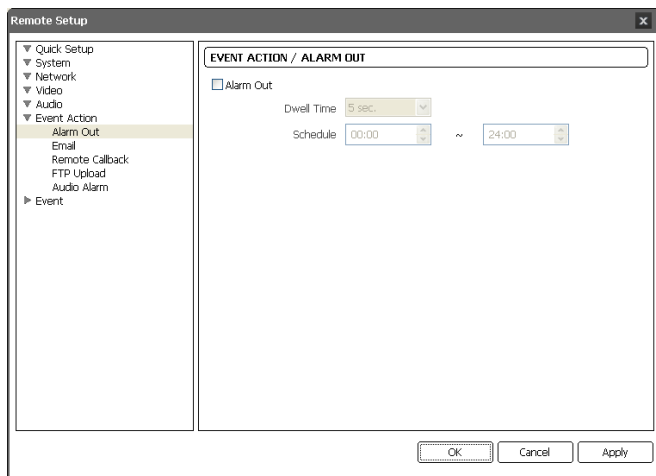 Remote Setup
Quick Setup
System
Network
Video
Audio
Event Action
Alarm Out
Email
Remote Callback
FTP Upload
Audio Alarm
Event
EVENT ACTION / ALARM OUT
Alarm Out
Dwell Time 5 sec.
Schedule 00:00 ~ 24:00
OK Cancel Apply